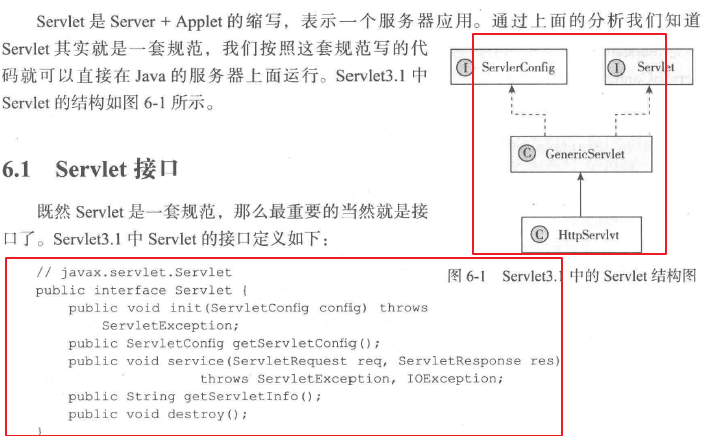 Servlet 是 Server + Applet 的缩写，表示一个服务器应用。通过上面的分析我们知道
Servlet 其实就是一套规范，我们按照这套规范写的代
码就可以直接在 Java 的服务器上面运行。Servlet3.1 中
Servlet 的结构如图 6-1 所示。
I ServlerConfig
I Servlet
C GenericServlet
C HttpServlvt
图 6-1 Servlet3.1 中的 Servlet 结构图
6.1 Servlet 接口
既然 Servlet 是一套规范，那么最重要的当然就是接
口了。Servlet3.1 中 Servlet 的接口定义如下：
// javax.servlet.Servlet
public interface Servlet {
public void init(ServletConfig config) throws
ServletException;
public ServletConfig getServletConfig();
public void service(ServletRequest req, ServletResponse res)
throws ServletException, IOException;
public String getServletInfo();
public void destroy();
}